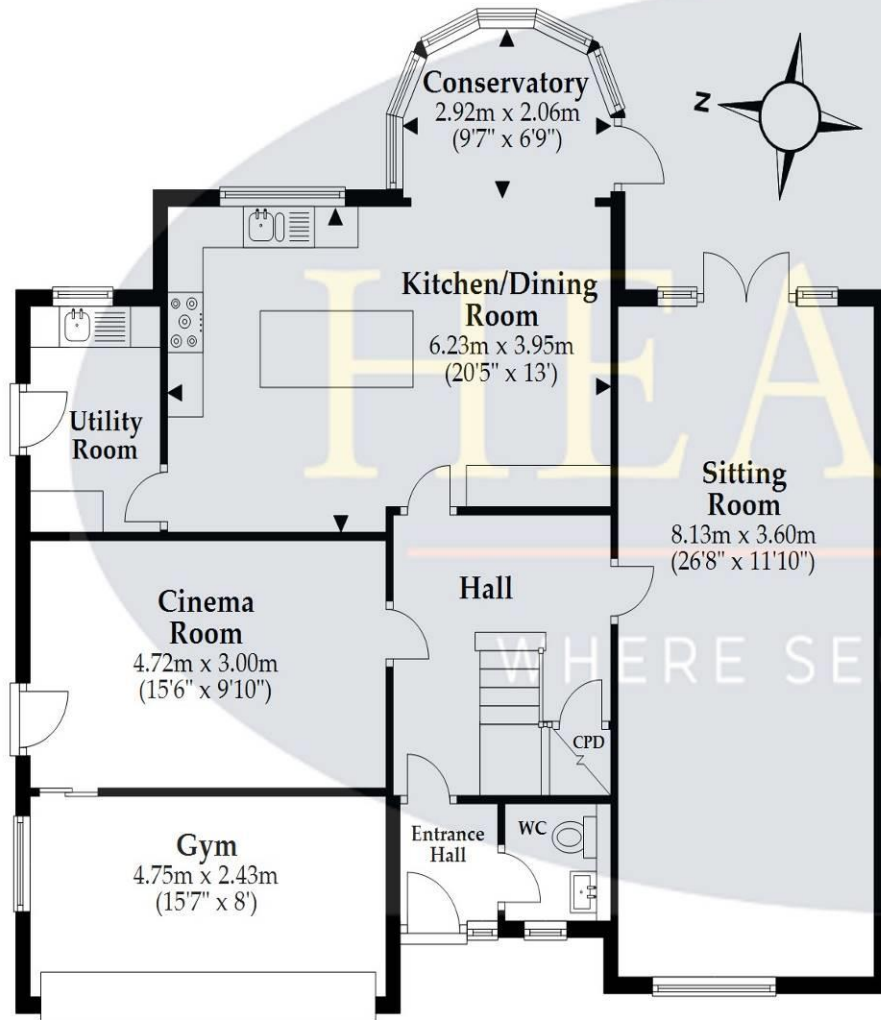 Conservatory
2.92m x 2.06m
(9'7" x 6'9")
N
Kitchen/Dining
Room
6.23m x 3.95m
(20'5" x 13')
Utility
Room
Sitting
Room
8.13m x 3.60m
(26'8" x 11'10")
Hall
Cinema
Room
4.72m x 3.00m
(15'6" x 9'10")
CPD
Gym
4.75m x 2.43m
(15'7" x 8')
Entrance
Hall
WC
HEA
WHERE SE